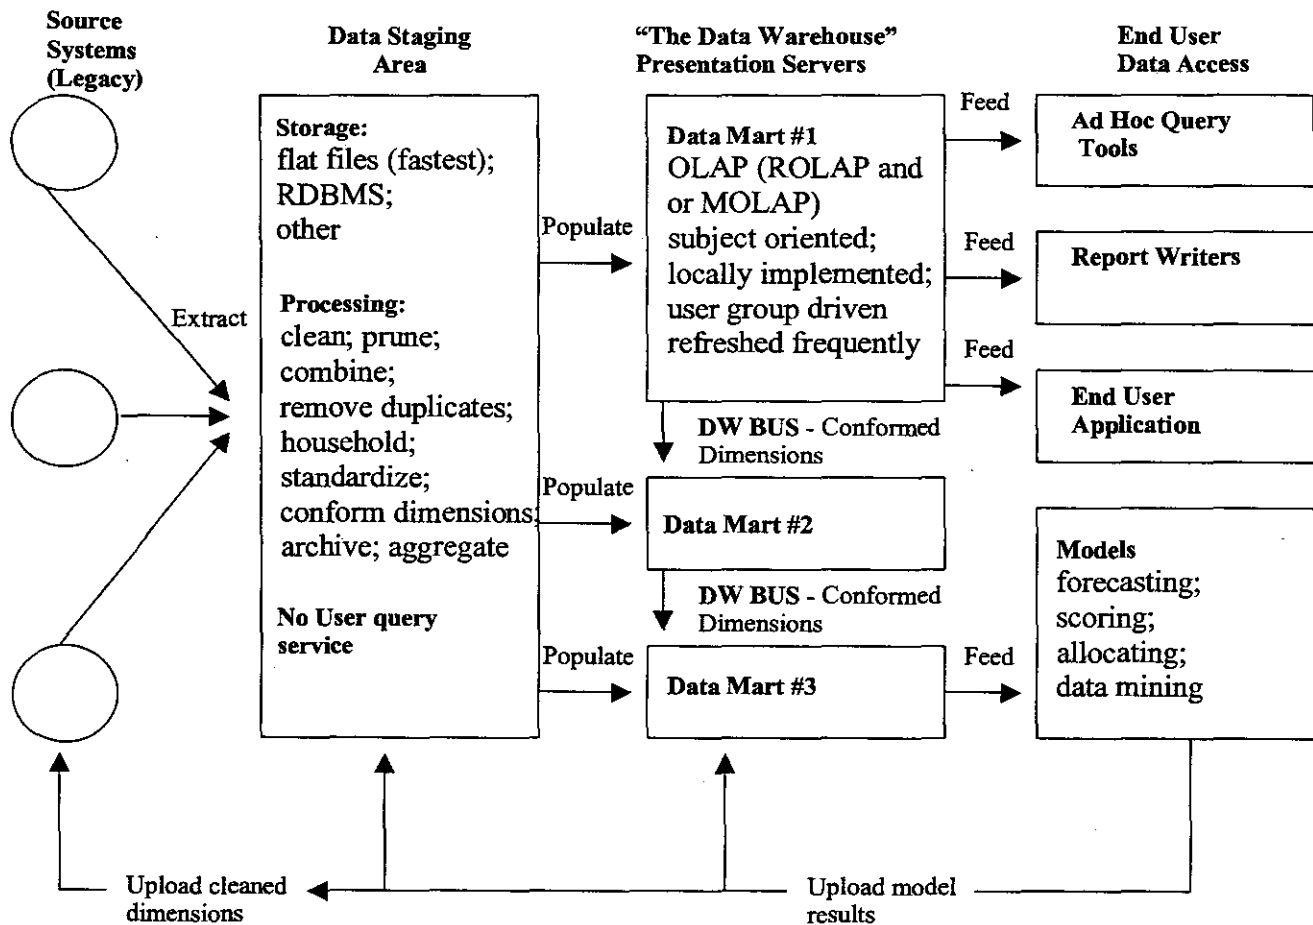 Source
Systems
(Legacy)
Data Staging
Area
“The Data Warehouse”
Presentation Servers
End User
Data Access
Extract
Storage:
flat files (fastest);
RDBMS;
other
Processing:
clean; prune;
combine;
remove duplicates;
household;
standardize;
conform dimensions;
archive; aggregate
No User query
service
Populate
Populate
Populate
Data Mart #1
OLAP (ROLAP and
or MOLAP)
subject oriented;
locally implemented;
user group driven
refreshed frequently
DW BUS - Conformed
Dimensions
Data Mart #2
DW BUS - Conformed
Dimensions
Data Mart #3
Feed
Feed
Feed
Feed
Ad Hoc Query
Tools
Report Writers
End User
Application
Models
forecasting;
scoring;
allocating;
data mining
Upload cleaned
dimensions
Upload model
results